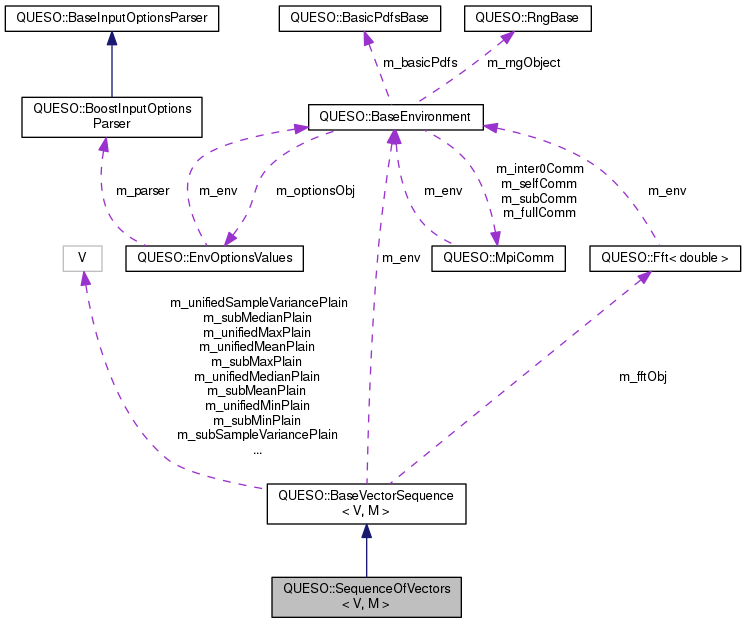 QUESO::BaseInputOptionsParser
QUESO::BasicPdfsBase
QUESO::RngBase
m_basicPdfs
m_rngObject
QUESO::BoostInputOptions
Parser
QUESO::BaseEnvironment
m_parser
m_env
m_optionsObj
m_env
m_inter0Comm
m_selfComm
m_subComm
m_fullComm
m_env
V
QUESO::EnvOptionsValues
QUESO::MpiComm
QUESO::Fft< double >
m_unifiedSampleVariancePlain
m_subMedianPlain
m_unifiedMaxPlain
m_unifiedMeanPlain
m_subMaxPlain
m_unifiedMedianPlain
m_subMeanPlain
m_unifiedMinPlain
m_subMinPlain
m_subSampleVariancePlain
...
m_env
m_fftObj
QUESO::BaseVectorSequence
< V, M >
QUESO::SequenceOfVectors
< V, M >